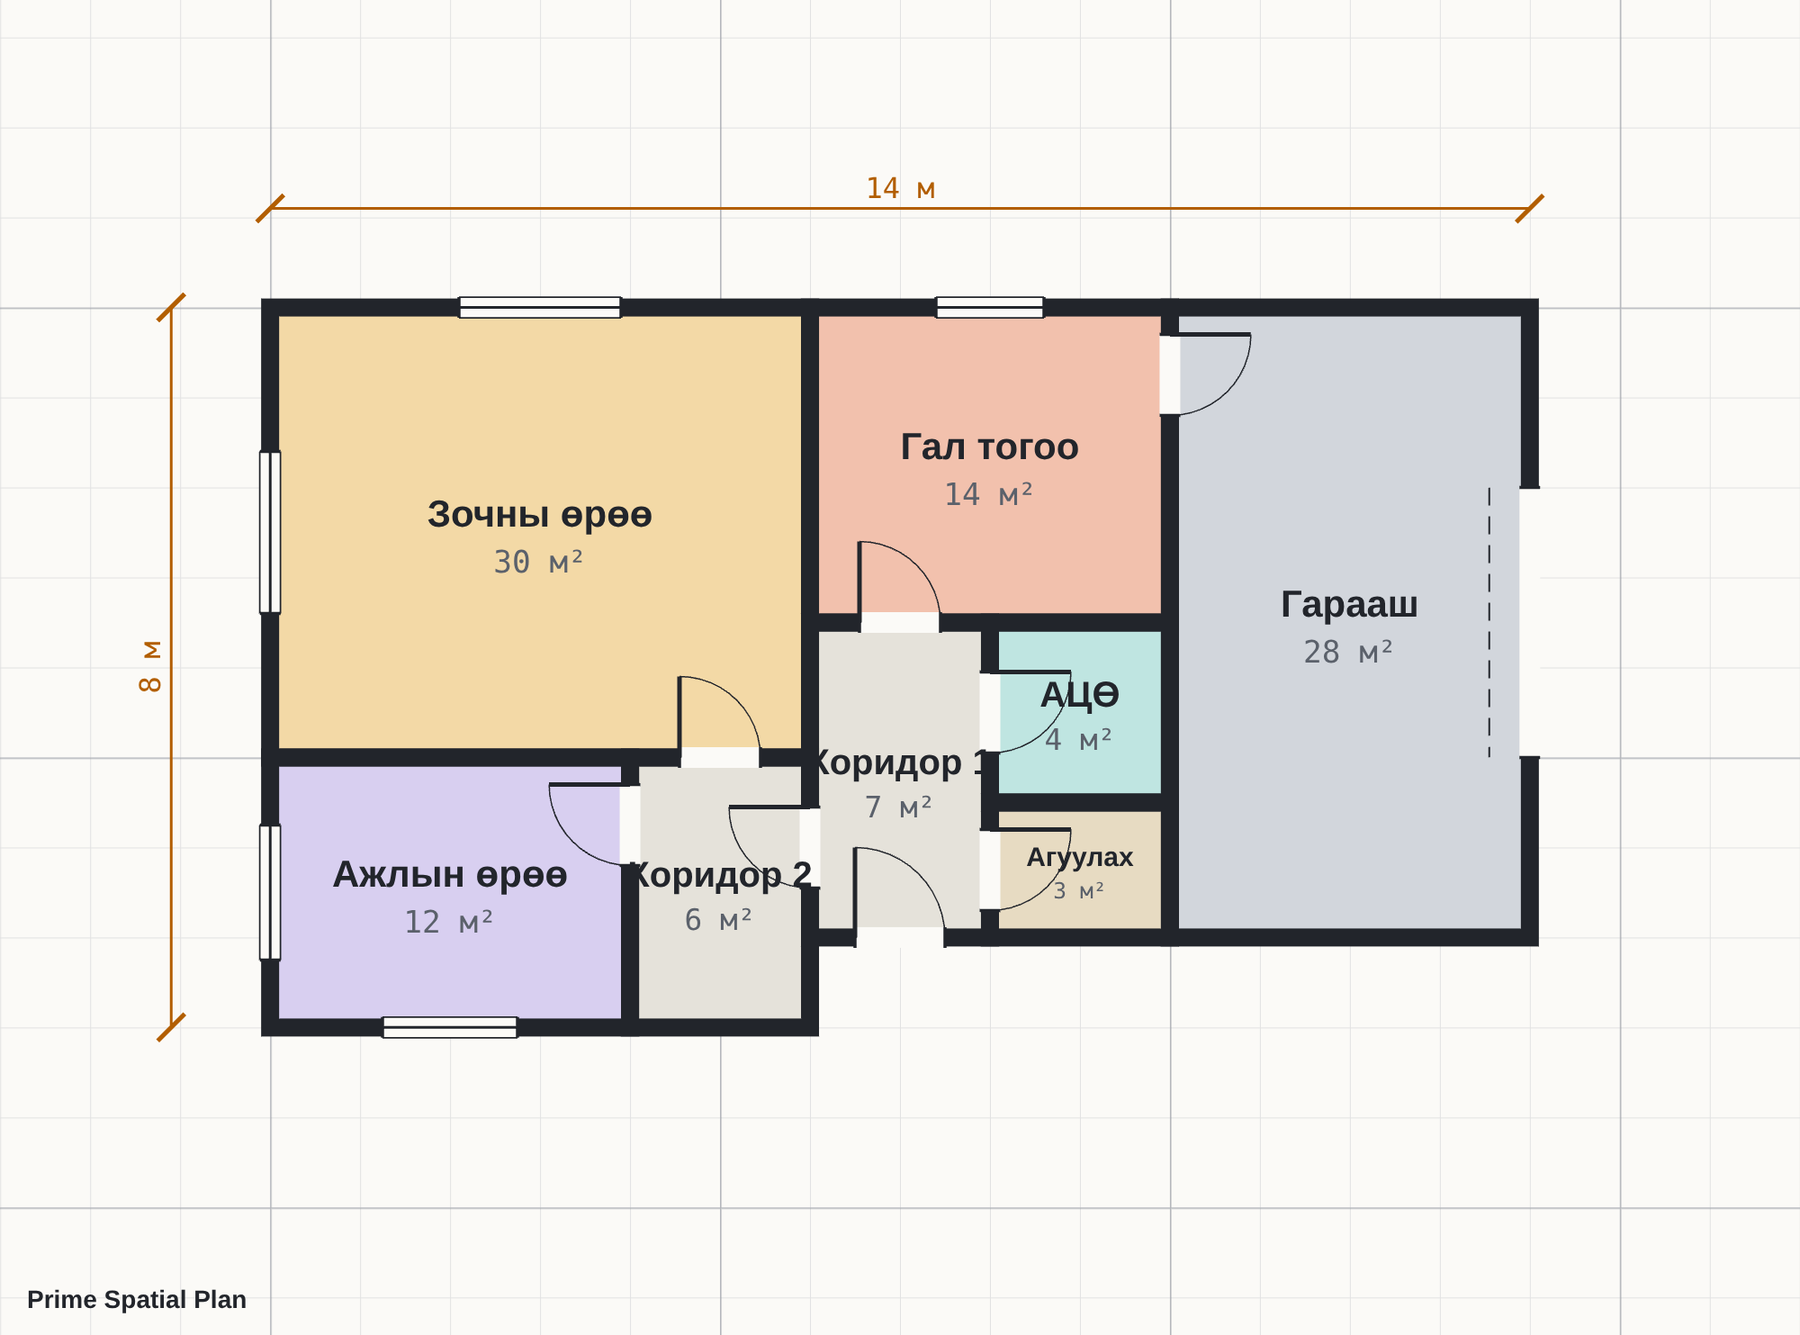 14 м
8 м
Зочны өрөө
30 м²
Гал тогоо
14 м²
Гарааш
28 м²
АЦӨ
4 м²
Коридор 1
7 м²
Агуулах
3 м²
Ажлын өрөө
12 м²
Коридор 2
6 м²
Prime Spatial Plan